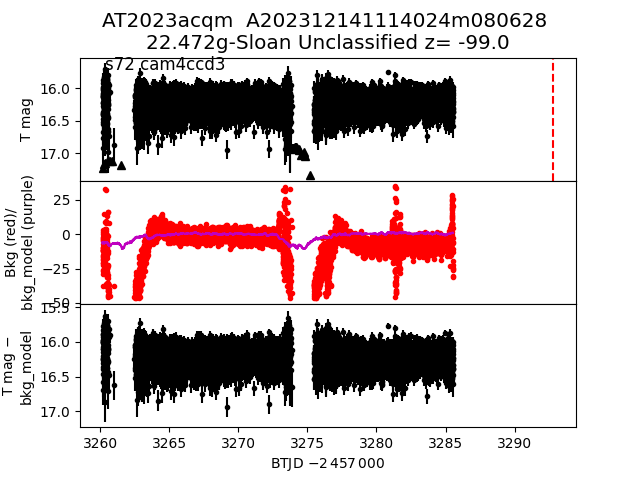 AT2023acqm  A202312141114024m080628
22.472g-Sloan Unclassified z= -99.0
s72 cam4ccd3
16.0
16.5
17.0
T mag
25
0
−25
−50
Bkg (red)/
bkg_model (purple)
15.5
16.0
16.5
17.0
T mag −
bkg_model
3260 3265 3270 3275 3280 3285 3290
BTJD −2 457 000